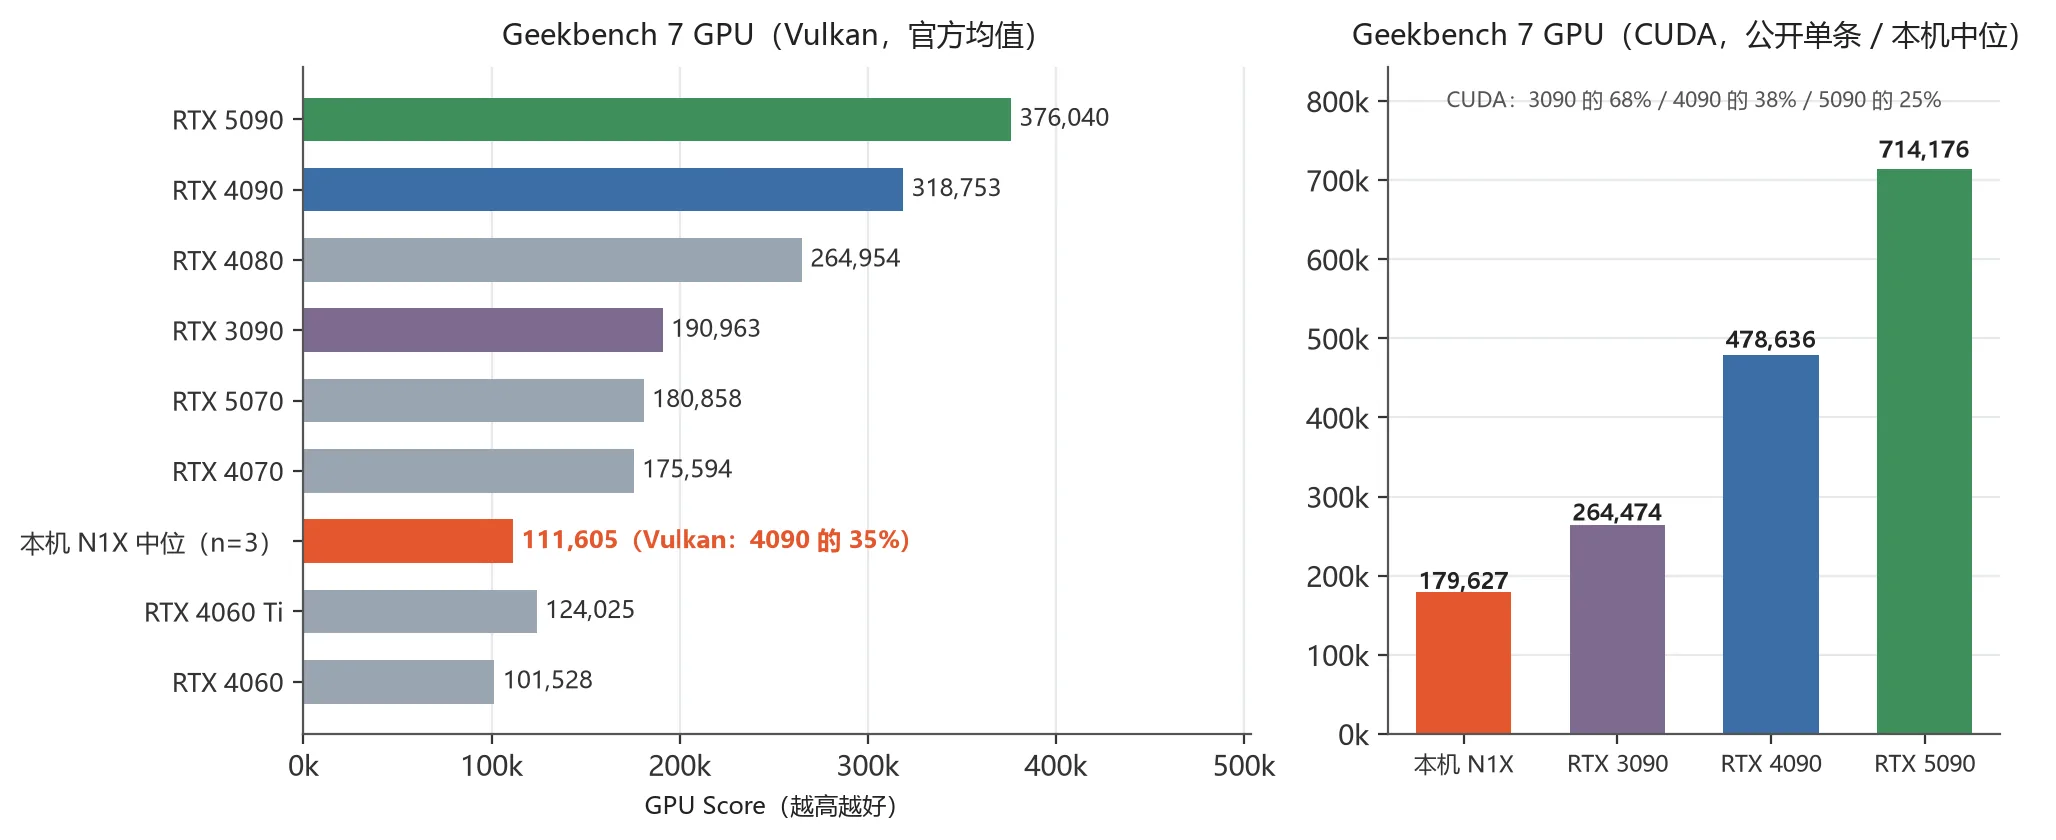 Geekbench 7 GPU（Vulkan，官方均值）
RTX 5090
376,040
RTX 4090
318,753
RTX 4080
264,954
RTX 3090
190,963
RTX 5070
180,858
RTX 4070
175,594
本机 N1X 中位（n=3）
111,605（Vulkan：4090 的 35%）
RTX 4060 Ti
124,025
RTX 4060
101,528
0k 100k 200k 300k 400k 500k
GPU Score（越高越好）
Geekbench 7 GPU（CUDA，公开单条 / 本机中位）
CUDA：3090 的 68% / 4090 的 38% / 5090 的 25%
800k
700k
600k
500k
400k
300k
200k
100k
0k
179,627
264,474
478,636
714,176
本机 N1X RTX 3090 RTX 4090 RTX 5090